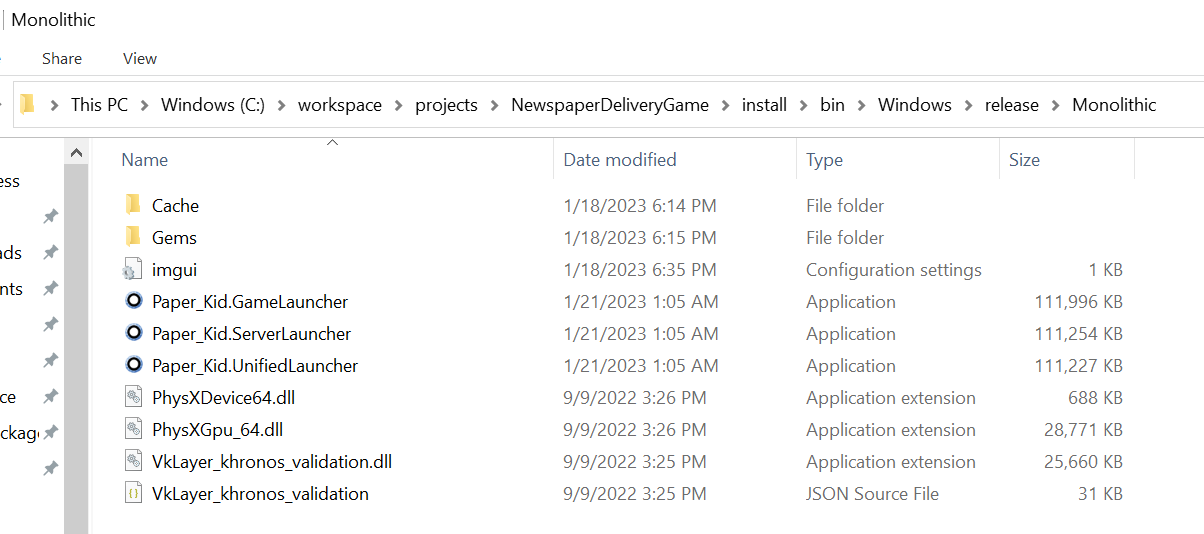 Monolithic
Share View
This PC Windows (C:) workspace projects NewspaperDeliveryGame install bin Windows release Monolithic
Name Date modified Type Size
ess
ads
nts
ce
ckag
Cache 1/18/2023 6:14 PM File folder
Gems 1/18/2023 6:15 PM File folder
imgui 1/18/2023 6:35 PM Configuration settings 1 KB
Paper_Kid.GameLauncher 1/21/2023 1:05 AM Application 111,996 KB
Paper_Kid.ServerLauncher 1/21/2023 1:05 AM Application 111,254 KB
Paper_Kid.UnifiedLauncher 1/21/2023 1:05 AM Application 111,227 KB
PhysXDevice64.dll 9/9/2022 3:26 PM Application extension 688 KB
PhysXGpu_64.dll 9/9/2022 3:26 PM Application extension 28,771 KB
VkLayer_khronos_validation.dll 9/9/2022 3:25 PM Application extension 25,660 KB
VkLayer_khronos_validation 9/9/2022 3:25 PM JSON Source File 31 KB